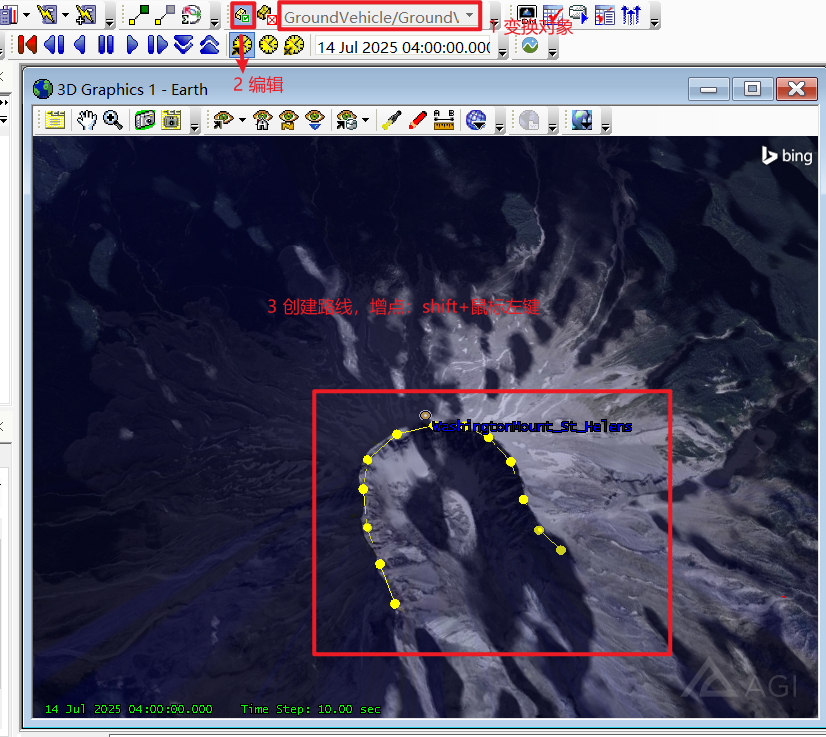 GroundVehicle/GroundV
1 变换对象
14 Jul 2025 04:00:00.000
2 编辑
3D Graphics 1 - Earth
A B
bing
3 创建路线，增点：shift+鼠标左键
WashingtonMount_St_Helens
AGI
14 Jul 2025 04:00:00.000 Time Step: 10.00 sec